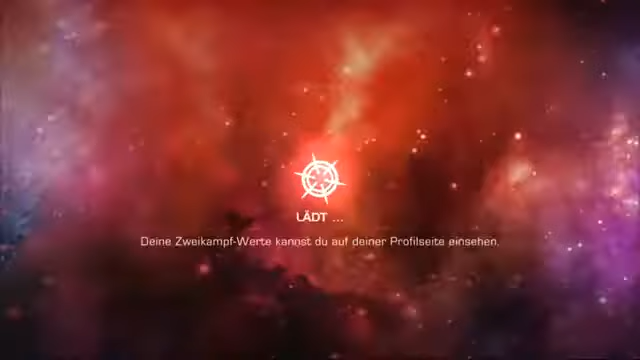 LÄDT ...
Deine Zweikampf-Werte kannst du auf deiner Profilseite einsehen.